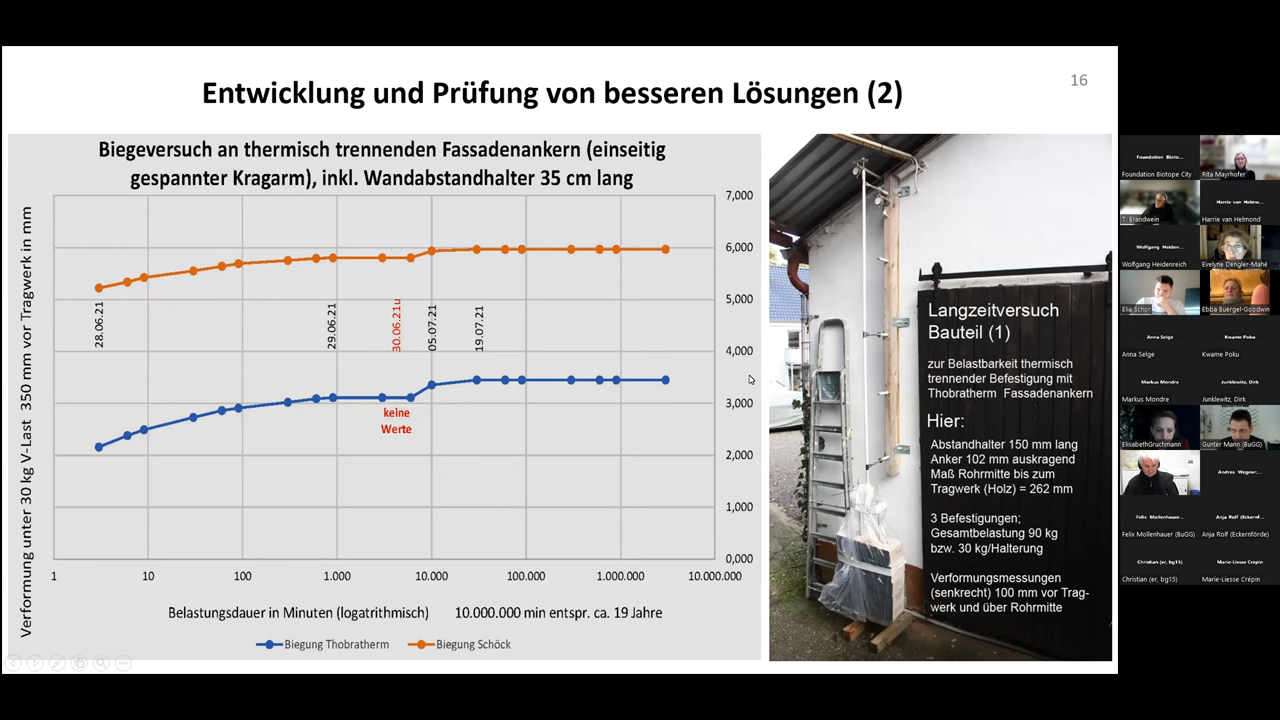 16
Entwicklung und Prüfung von besseren Lösungen (2)
Biegeversuch an thermisch trennenden Fassadenankern (einseitig
gespannter Kragarm), inkl. Wandabstandhalter 35 cm lang
Verformung unter 30 kg V-Last 350 mm vor Tragwerk in mm
7,000
6,000
5,000
4,000
3,000
2,000
1,000
0,000
28.06.21
29.06.21
30.06.21u
05.07.21
19.07.21
keine
Werte
1
10
100
1.000
10.000
100.000
1.000.000
10.000.000
Belastungsdauer in Minuten (logatrithmisch) 10.000.000 min entspr. ca. 19 Jahre
Biegung Thobratherm
Biegung Schöck
Langzeitversuch
Bauteil (1)
zur Belastbarkeit thermisch
trennender Befestigung mit
Thobratherm Fassadenankern
Hier:
Abstandhalter 150 mm lang
Anker 102 mm auskragend
Maß Rohrmitte bis zum
Tragwerk (Holz) = 262 mm
3 Befestigungen;
Gesamtbelastung 90 kg
bzw. 30 kg/Halterung
Verformungsmessungen
(senkrecht) 100 mm vor Trag-
werk und über Rohrmitte
Foundation Bioto...
Foundation Biotope City
Rita Mayrhofer
T. Brandwein
Harrie van Helmo...
Harrie van Helmond
Wolfgang Heiden...
Wolfgang Heidenreich
Evelyne Dengler-Mahé
Elia Schor
Ebba Buergel-Goodwin
Anna Selge
Anna Selge
Kwame Poku
Kwame Poku
Markus Mondre
Markus Mondre
Junklewitz, Dirk
Junklewitz, Dirk
ElisabethGruchmann
Gunter Mann (BuGG)
Andrea Wegner;...
Felix Mollenhauer...
Felix Mollenhauer (BuGG)
Anja Rolf (Eckernf...
Anja Rolf (Eckernförde)
Christian (er, bg15)
Christian (er, bg15)
Marie-Liesse Crépin
Marie-Liesse Crépin